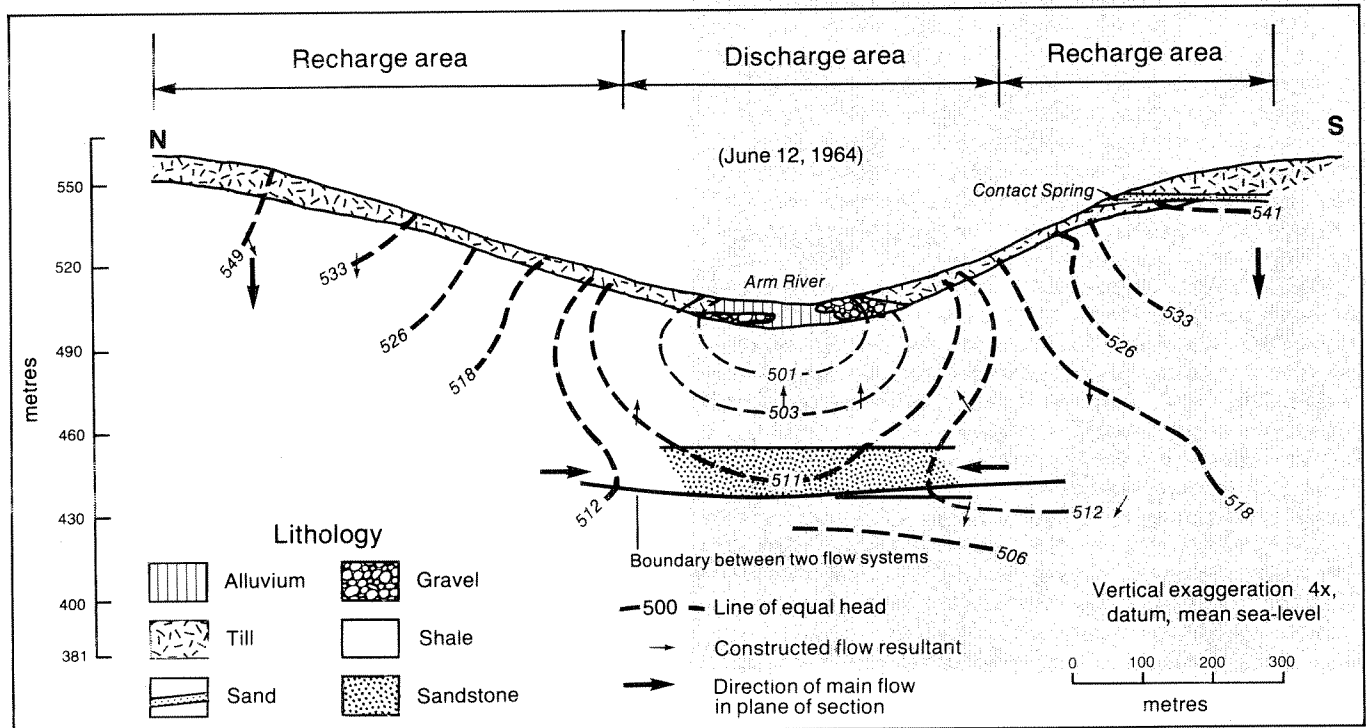 Recharge area
Discharge area
Recharge area
N
S
(June 12, 1964)
Contact Spring
550
541
549
533
520
Arm River
533
526
526
518
490
501
503
metres
460
511
512
518
512
430
506
Lithology
Boundary between two flow systems
Alluvium
Gravel
500
Line of equal head
Vertical exaggeration 4x,
datum, mean sea-level
400
Till
Shale
Constructed flow resultant
381
0 100 200 300
Sand
Sandstone
Direction of main flow
in plane of section
metres